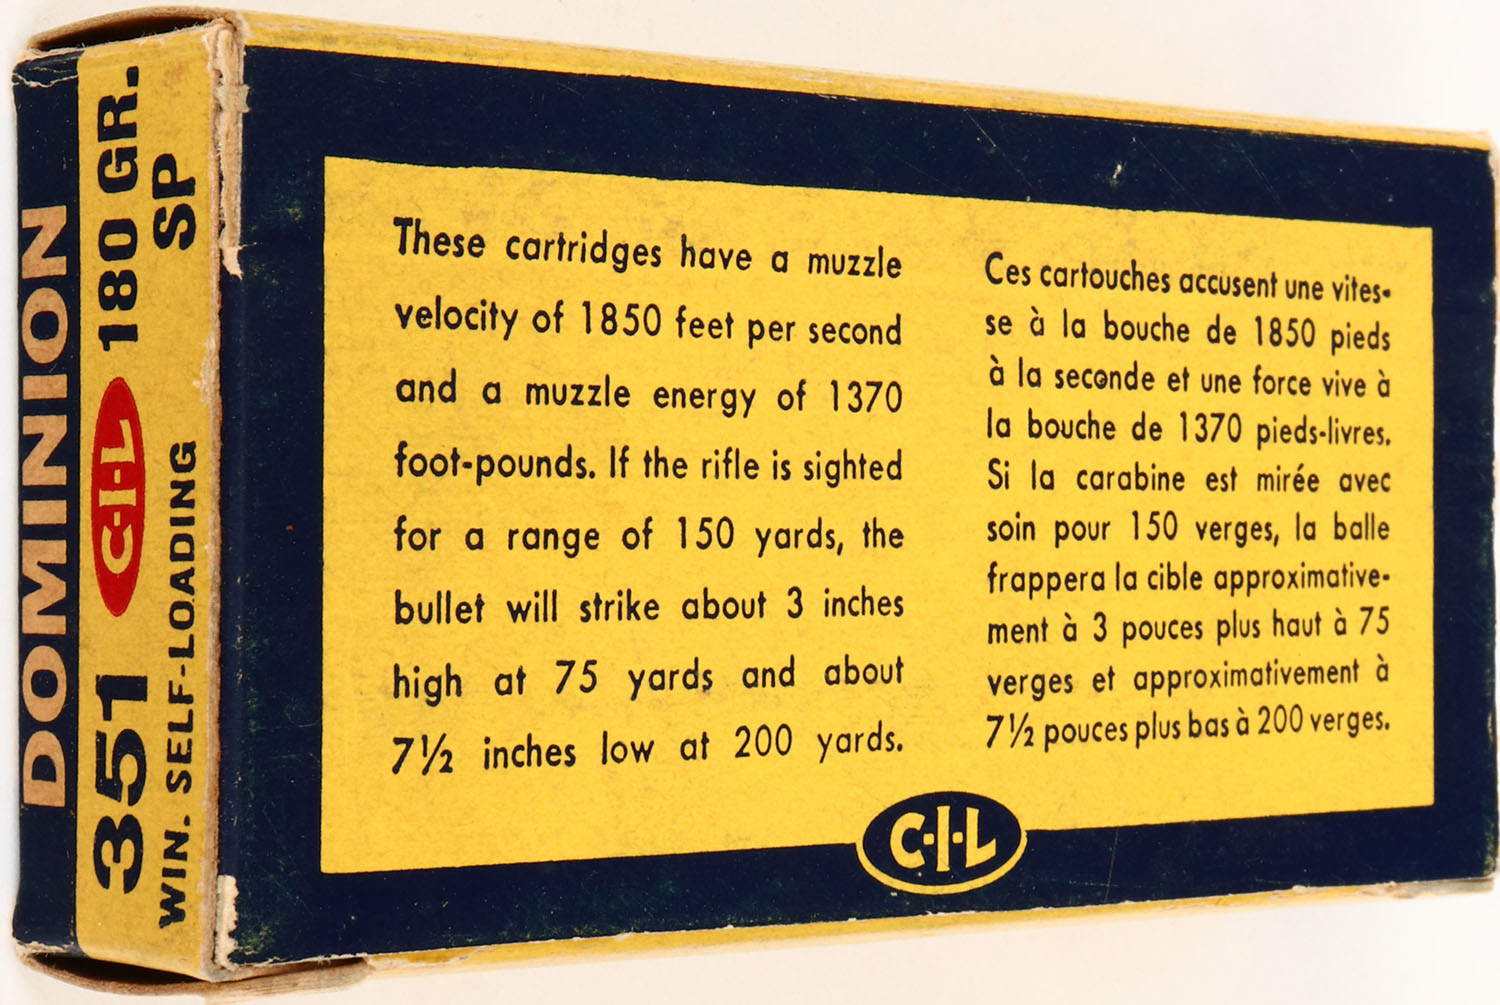 DOMINION
351 C·I·L 180 GR.
WIN. SELF-LOADING SP
These cartridges have a muzzle
velocity of 1850 feet per second
and a muzzle energy of 1370
foot-pounds. If the rifle is sighted
for a range of 150 yards, the
bullet will strike about 3 inches
high at 75 yards and about
7½ inches low at 200 yards.
Ces cartouches accusent une vites-
se à la bouche de 1850 pieds
à la seconde et une force vive à
la bouche de 1370 pieds-livres.
Si la carabine est mirée avec
soin pour 150 verges, la balle
frappera la cible approximative-
ment à 3 pouces plus haut à 75
verges et approximativement à
7½ pouces plus bas à 200 verges.
C·I·L